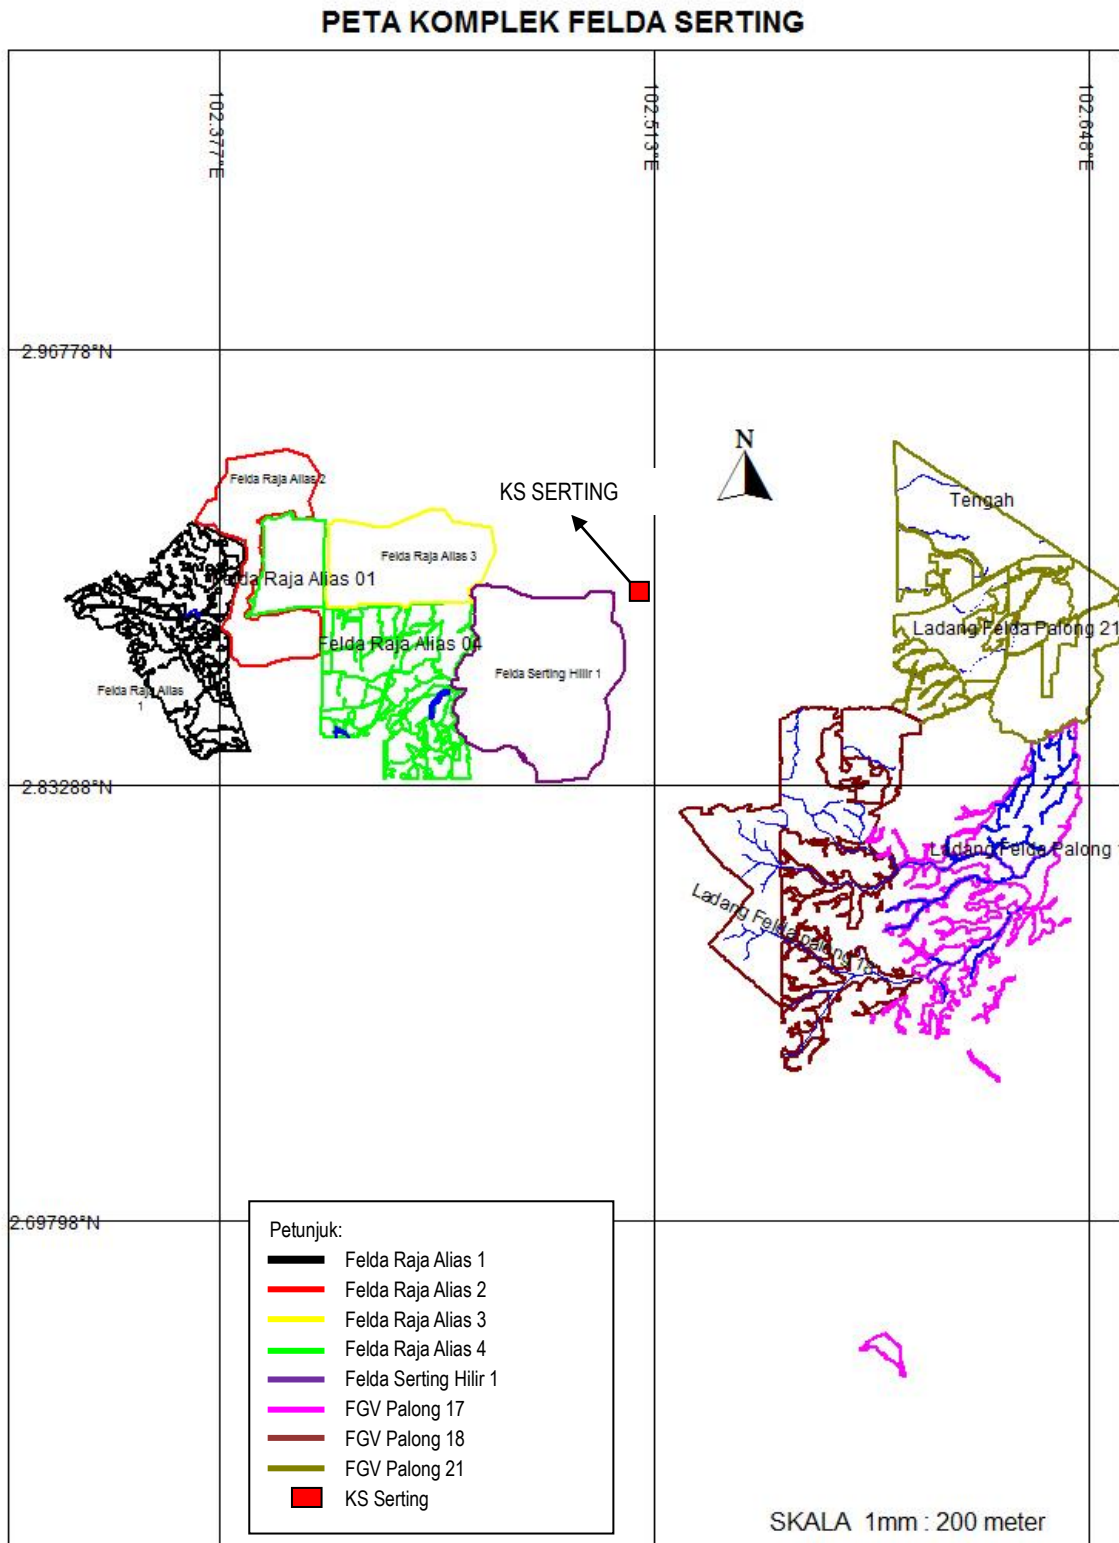 PETA KOMPLEK FELDA SERTING
102.377°E
102.513°E
102.648°E
2.96778°N
N
Felda Raja Alias 2
KS SERTING
Tengah
Felda Raja Alias 3
Felda Raja Alias 01
Ladang Felda Palong 21
Felda Raja Alias 04
Felda Serting Hilir 1
Felda Raja Alias
1
2.83288°N
Ladang Felda Palong 1
Ladang Felda palong 18
2.69798°N
Petunjuk:
Felda Raja Alias 1
Felda Raja Alias 2
Felda Raja Alias 3
Felda Raja Alias 4
Felda Serting Hilir 1
FGV Palong 17
FGV Palong 18
FGV Palong 21
KS Serting
SKALA 1mm : 200 meter